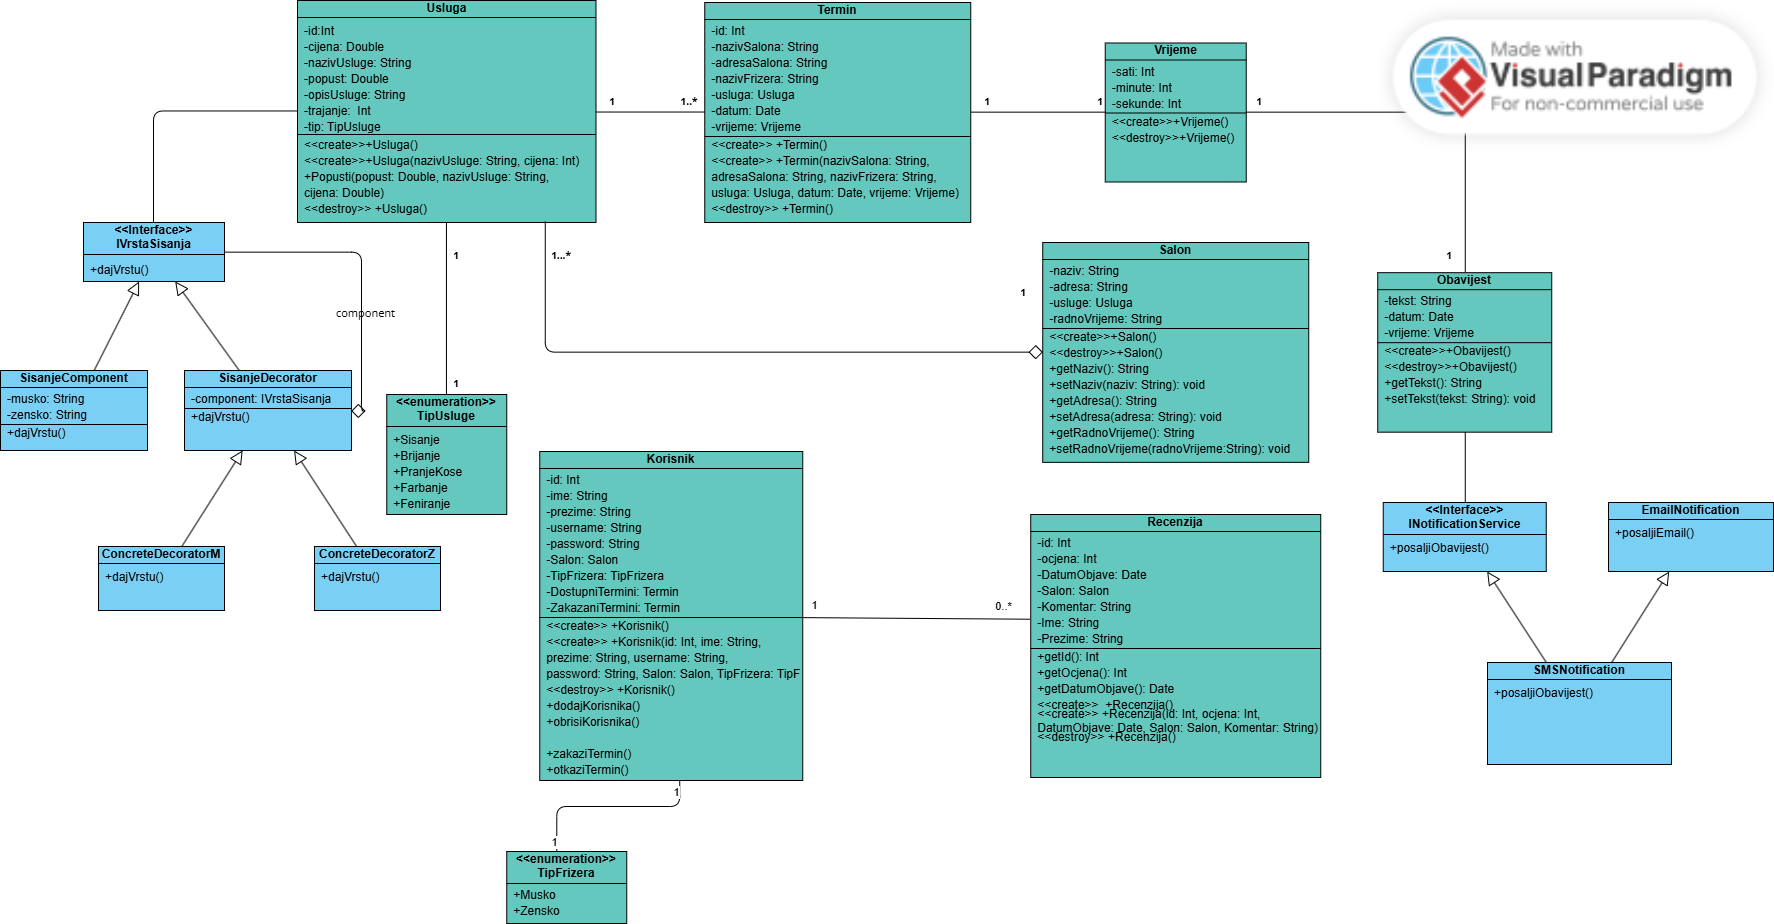 Usluga
-id:Int
-cijena: Double
-nazivUsluge: String
-popust: Double
-opisUsluge: String
-trajanje:  Int
-tip: TipUsluge
<<create>>+Usluga()
<<create>>+Usluga(nazivUsluge: String, cijena: Int)
+Popusti(popust: Double, nazivUsluge: String,
cijena: Double)
<<destroy>> +Usluga()
1
1..*
Termin
-id: Int
-nazivSalona: String
-adresaSalona: String
-nazivFrizera: String
-usluga: Usluga
-datum: Date
-vrijeme: Vrijeme
<<create>> +Termin()
<<create>> +Termin(nazivSalona: String,
adresaSalona: String, nazivFrizera: String,
usluga: Usluga, datum: Date, vrijeme: Vrijeme)
<<destroy>> +Termin()
1
1
Vrijeme
-sati: Int
-minute: Int
-sekunde: Int
<<create>>+Vrijeme()
<<destroy>>+Vrijeme()
1
Made with
Visual Paradigm
For non-commercial use
<<Interface>>
IVrstaSisanja
+dajVrstu()
component
1
1...*
1
1
1
Salon
-naziv: String
-adresa: String
-usluge: Usluga
-radnoVrijeme: String
<<create>>+Salon()
<<destroy>>+Salon()
+getNaziv(): String
+setNaziv(naziv: String): void
+getAdresa(): String
+setAdresa(adresa: String): void
+getRadnoVrijeme(): String
+setRadnoVrijeme(radnoVrijeme:String): void
Obavijest
-tekst: String
-datum: Date
-vrijeme: Vrijeme
<<create>>+Obavijest()
<<destroy>>+Obavijest()
+getTekst(): String
+setTekst(tekst: String): void
SisanjeComponent
-musko: String
-zensko: String
+dajVrstu()
SisanjeDecorator
-component: IVrstaSisanja
+dajVrstu()
<<enumeration>>
TipUsluge
+Sisanje
+Brijanje
+PranjeKose
+Farbanje
+Feniranje
ConcreteDecoratorM
+dajVrstu()
ConcreteDecoratorZ
+dajVrstu()
Korisnik
-id: Int
-ime: String
-prezime: String
-username: String
-password: String
-Salon: Salon
-TipFrizera: TipFrizera
-DostupniTermini: Termin
-ZakazaniTermini: Termin
<<create>> +Korisnik()
<<create>> +Korisnik(id: Int, ime: String,
prezime: String, username: String,
password: String, Salon: Salon, TipFrizera: TipF
<<destroy>> +Korisnik()
+dodajKorisnika()
+obrisiKorisnika()
+zakaziTermin()
+otkaziTermin()
1
0..*
Recenzija
-id: Int
-ocjena: Int
-DatumObjave: Date
-Salon: Salon
-Komentar: String
-Ime: String
-Prezime: String
+getId(): Int
+getOcjena(): Int
+getDatumObjave(): Date
<<create>>  +Recenzija()
<<create>> +Recenzija(id: Int, ocjena: Int,
DatumObjave: Date, Salon: Salon, Komentar: String)
<<destroy>> +Recenzija()
<<Interface>>
INotificationService
+posaljiObavijest()
EmailNotification
+posaljiEmail()
SMSNotification
+posaljiObavijest()
1
1
<<enumeration>>
TipFrizera
+Musko
+Zensko